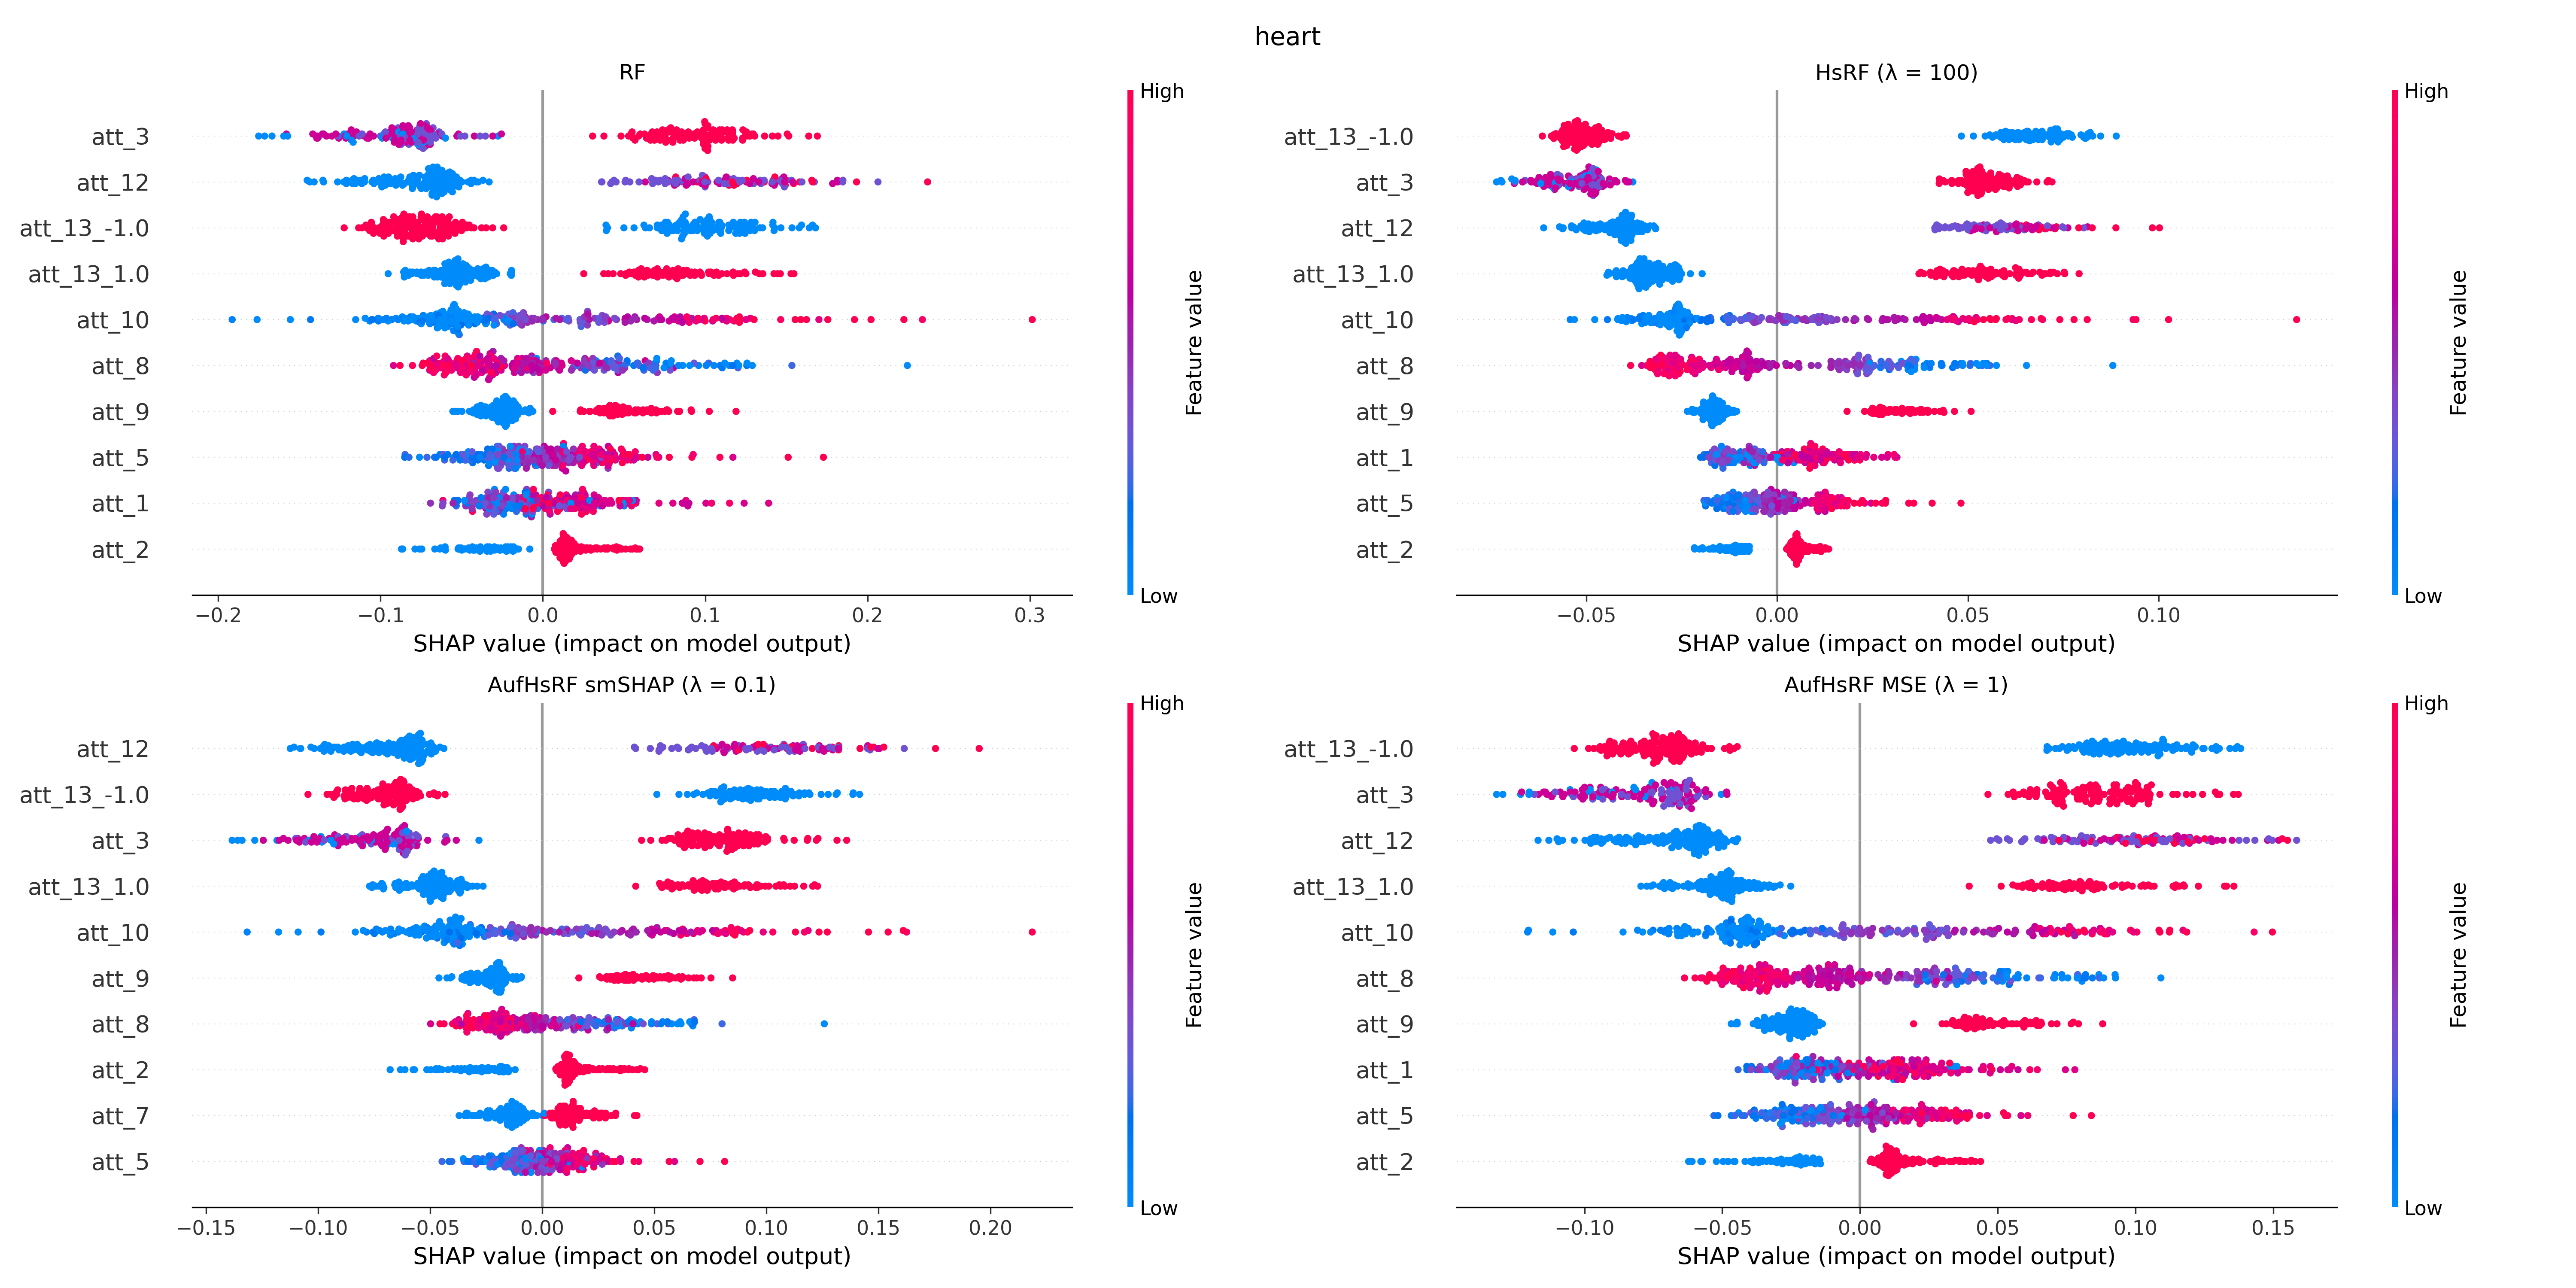 heart
RF
High
att_3
att_12
att_13_-1.0
att_13_1.0
att_10
att_8
att_9
att_5
att_1
att_2
Feature value
Low
−0.2 −0.1 0.0 0.1 0.2 0.3
SHAP value (impact on model output)
HsRF (λ = 100)
High
att_13_-1.0
att_3
att_12
att_13_1.0
att_10
att_8
att_9
att_1
att_5
att_2
Feature value
Low
−0.05 0.00 0.05 0.10
SHAP value (impact on model output)
AufHsRF smSHAP (λ = 0.1)
High
att_12
att_13_-1.0
att_3
att_13_1.0
att_10
att_9
att_8
att_2
att_7
att_5
Feature value
Low
−0.15 −0.10 −0.05 0.00 0.05 0.10 0.15 0.20
SHAP value (impact on model output)
AufHsRF MSE (λ = 1)
High
att_13_-1.0
att_3
att_12
att_13_1.0
att_10
att_8
att_9
att_1
att_5
att_2
Feature value
Low
−0.10 −0.05 0.00 0.05 0.10 0.15
SHAP value (impact on model output)